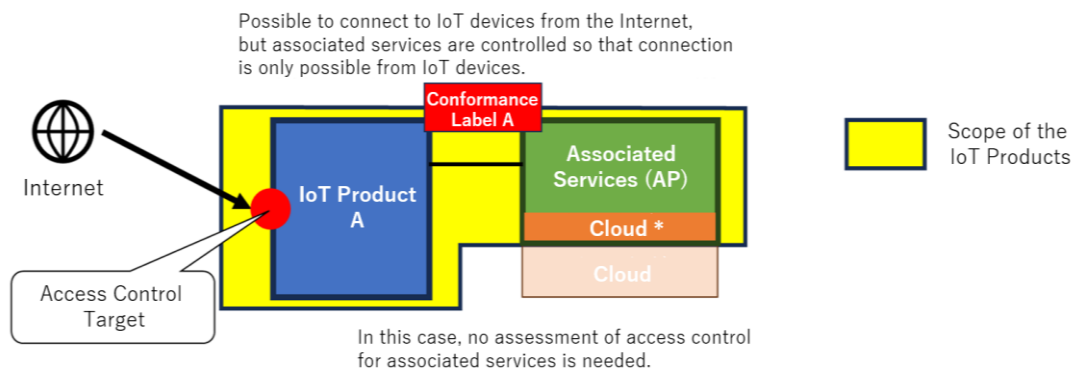 Possible to connect to IoT devices from the Internet,
but associated services are controlled so that connection
is only possible from IoT devices.
Conformance
Label A
Internet
IoT Product
A
Associated
Services (AP)
Cloud *
Cloud
Scope of the
IoT Products
Access Control
Target
In this case, no assessment of access control
for associated services is needed.